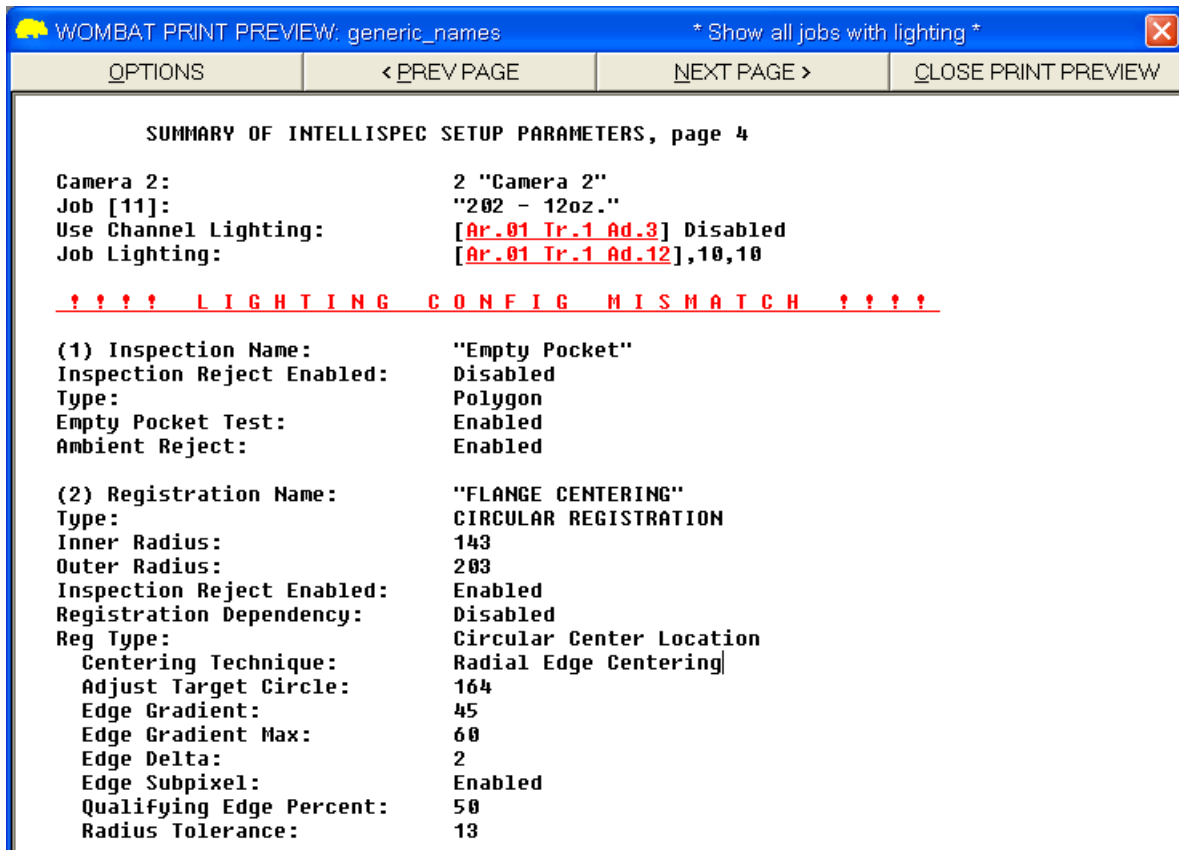 WOMBAT PRINT PREVIEW: generic_names * Show all jobs with lighting *
OPTIONS < PREV PAGE NEXT PAGE > CLOSE PRINT PREVIEW
SUMMARY OF INTELLISPEC SETUP PARAMETERS, page 4
Camera 2: 2 "Camera 2"
Job [11]: "202 - 12oz."
Use Channel Lighting: [Ar.01 Tr.1 Ad.3] Disabled
Job Lighting: [Ar.01 Tr.1 Ad.12],10,10
! ! ! ! L I G H T I N G C O N F I G M I S M A T C H ! ! ! !
(1) Inspection Name: "Empty Pocket"
Inspection Reject Enabled: Disabled
Type: Polygon
Empty Pocket Test: Enabled
Ambient Reject: Enabled
(2) Registration Name: "FLANGE CENTERING"
Type: CIRCULAR REGISTRATION
Inner Radius: 143
Outer Radius: 203
Inspection Reject Enabled: Enabled
Registration Dependency: Disabled
Reg Type: Circular Center Location
Centering Technique: Radial Edge Centering
Adjust Target Circle: 164
Edge Gradient: 45
Edge Gradient Max: 60
Edge Delta: 2
Edge Subpixel: Enabled
Qualifying Edge Percent: 50
Radius Tolerance: 13